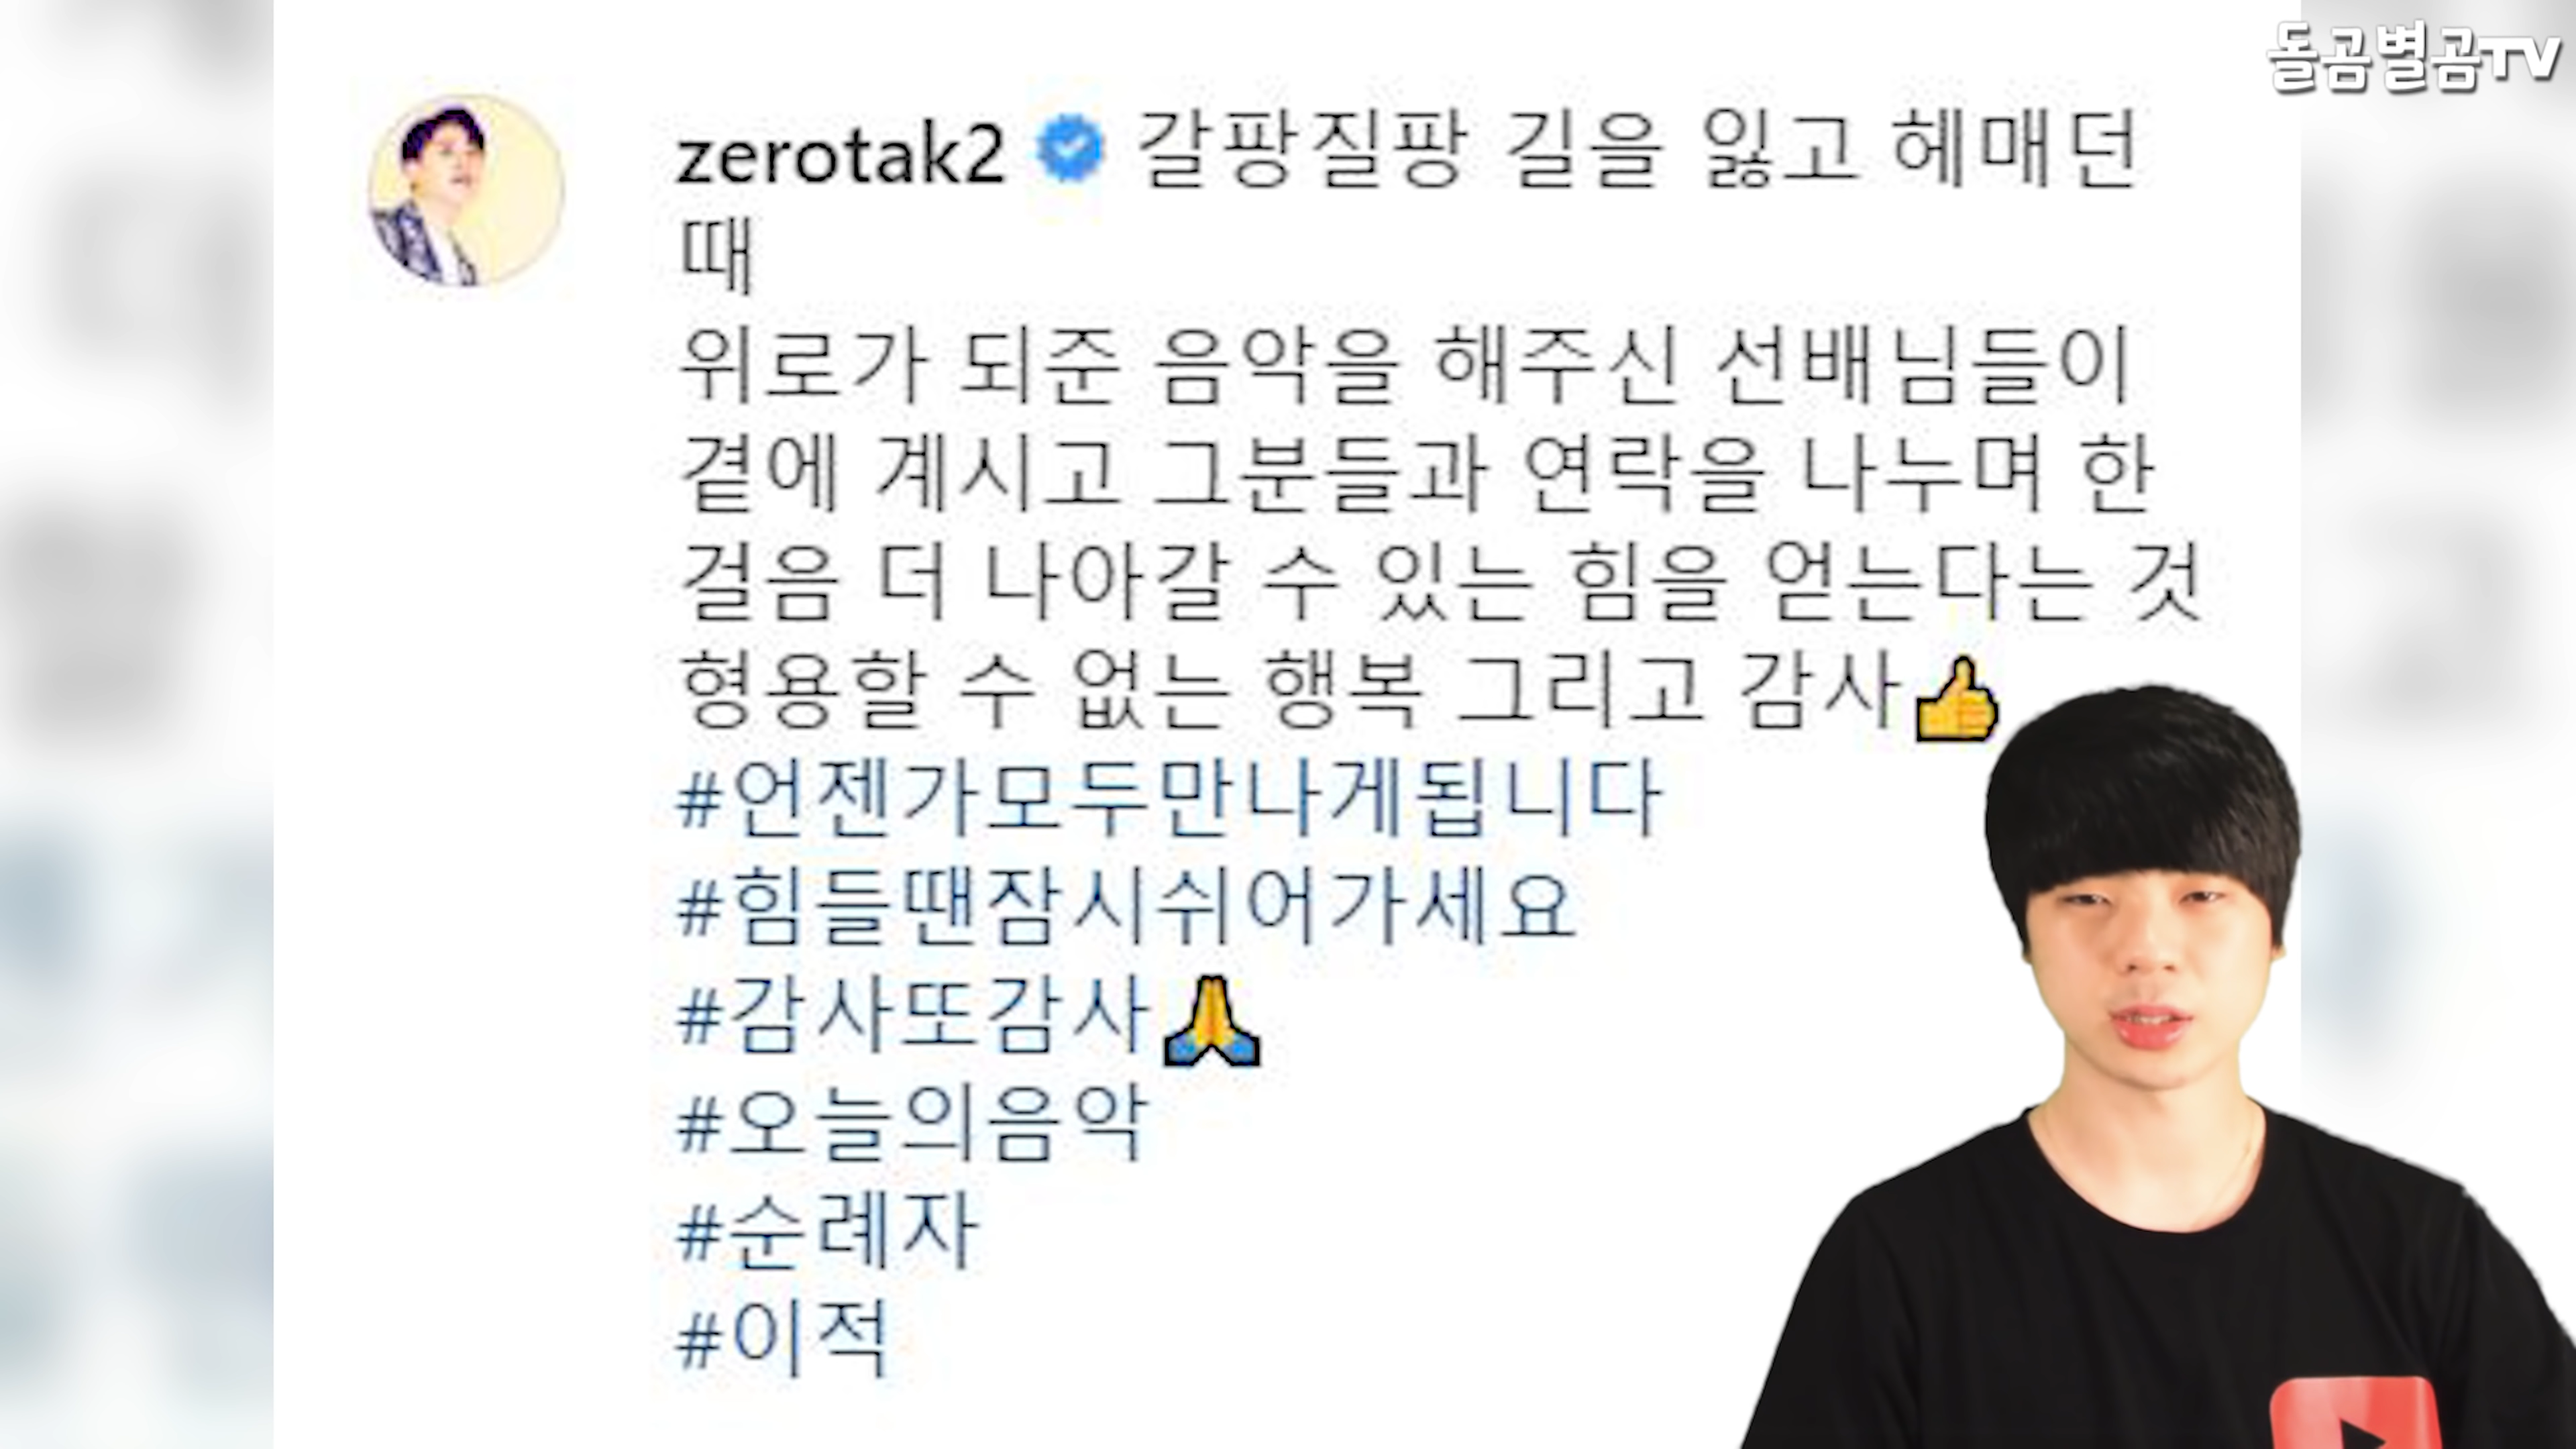 돌곰별곰TV
zerotak2 갈팡질팡 길을 잃고 헤매던
때
위로가 되준 음악을 해주신 선배님들이
곁에 계시고 그분들과 연락을 나누며 한
걸음 더 나아갈 수 있는 힘을 얻는다는 것
형용할 수 없는 행복 그리고 감사👍
#언젠가모두만나게됩니다
#힘들땐잠시쉬어가세요
#감사또감사🙏
#오늘의음악
#순례자
#이적